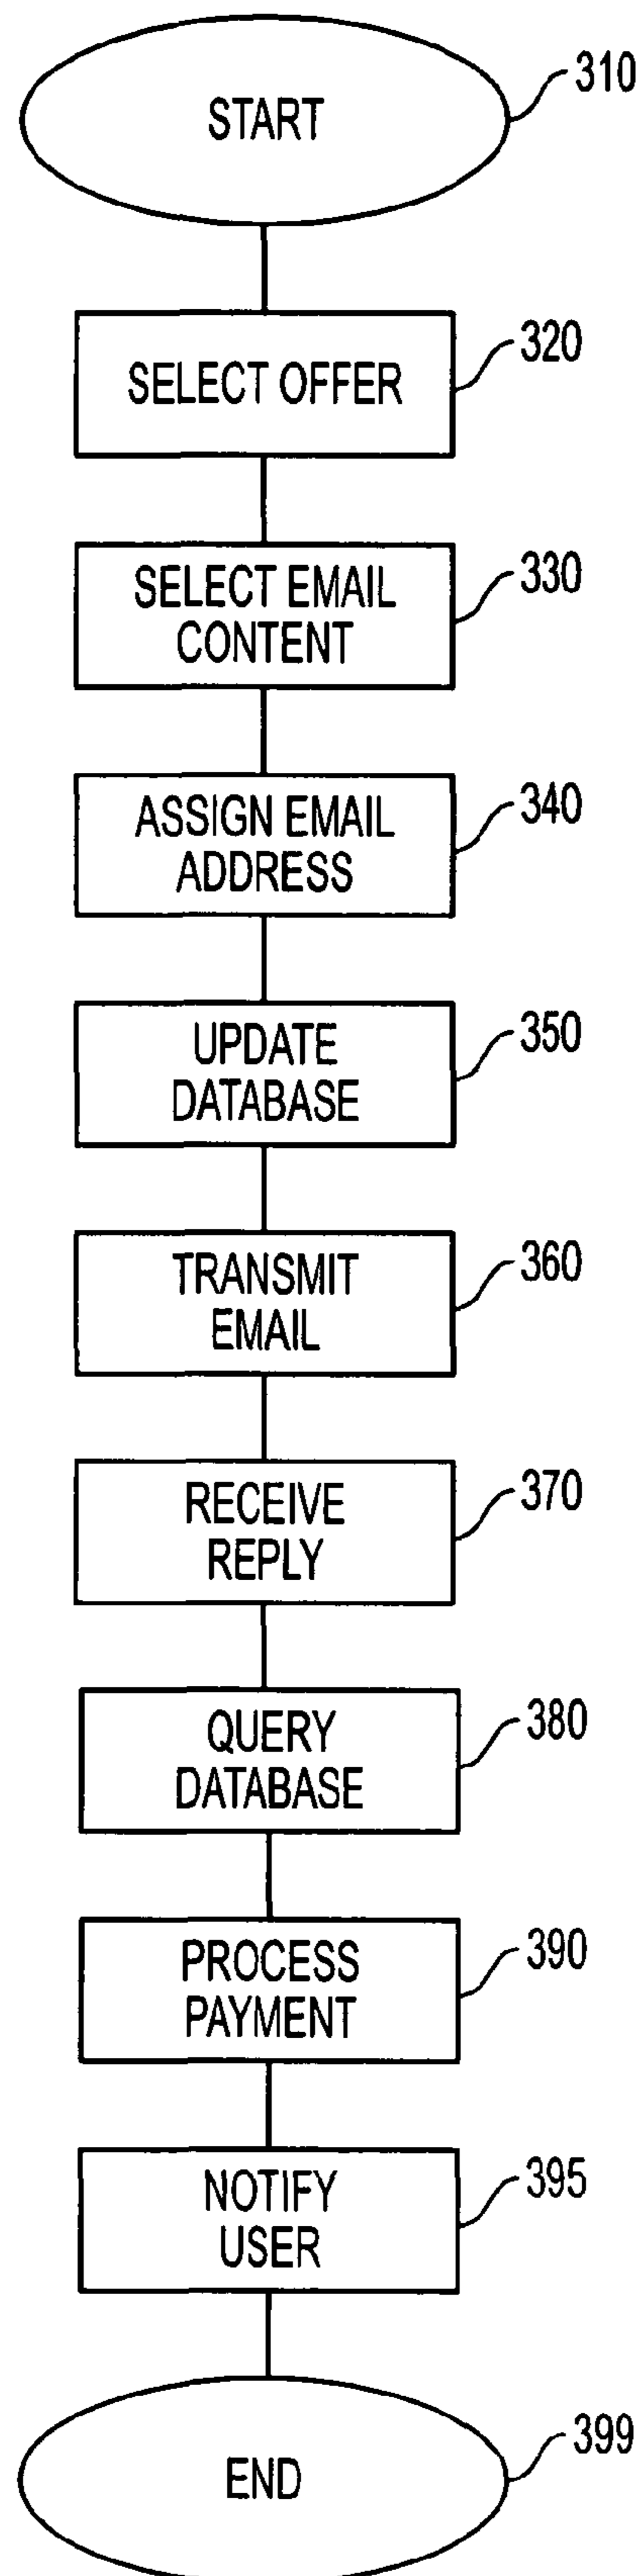 START
310
SELECT OFFER
320
SELECT EMAIL
CONTENT
330
ASSIGN EMAIL
ADDRESS
340
UPDATE
DATABASE
350
TRANSMIT
EMAIL
360
RECEIVE
REPLY
370
QUERY
DATABASE
380
PROCESS
PAYMENT
390
NOTIFY
USER
395
END
399